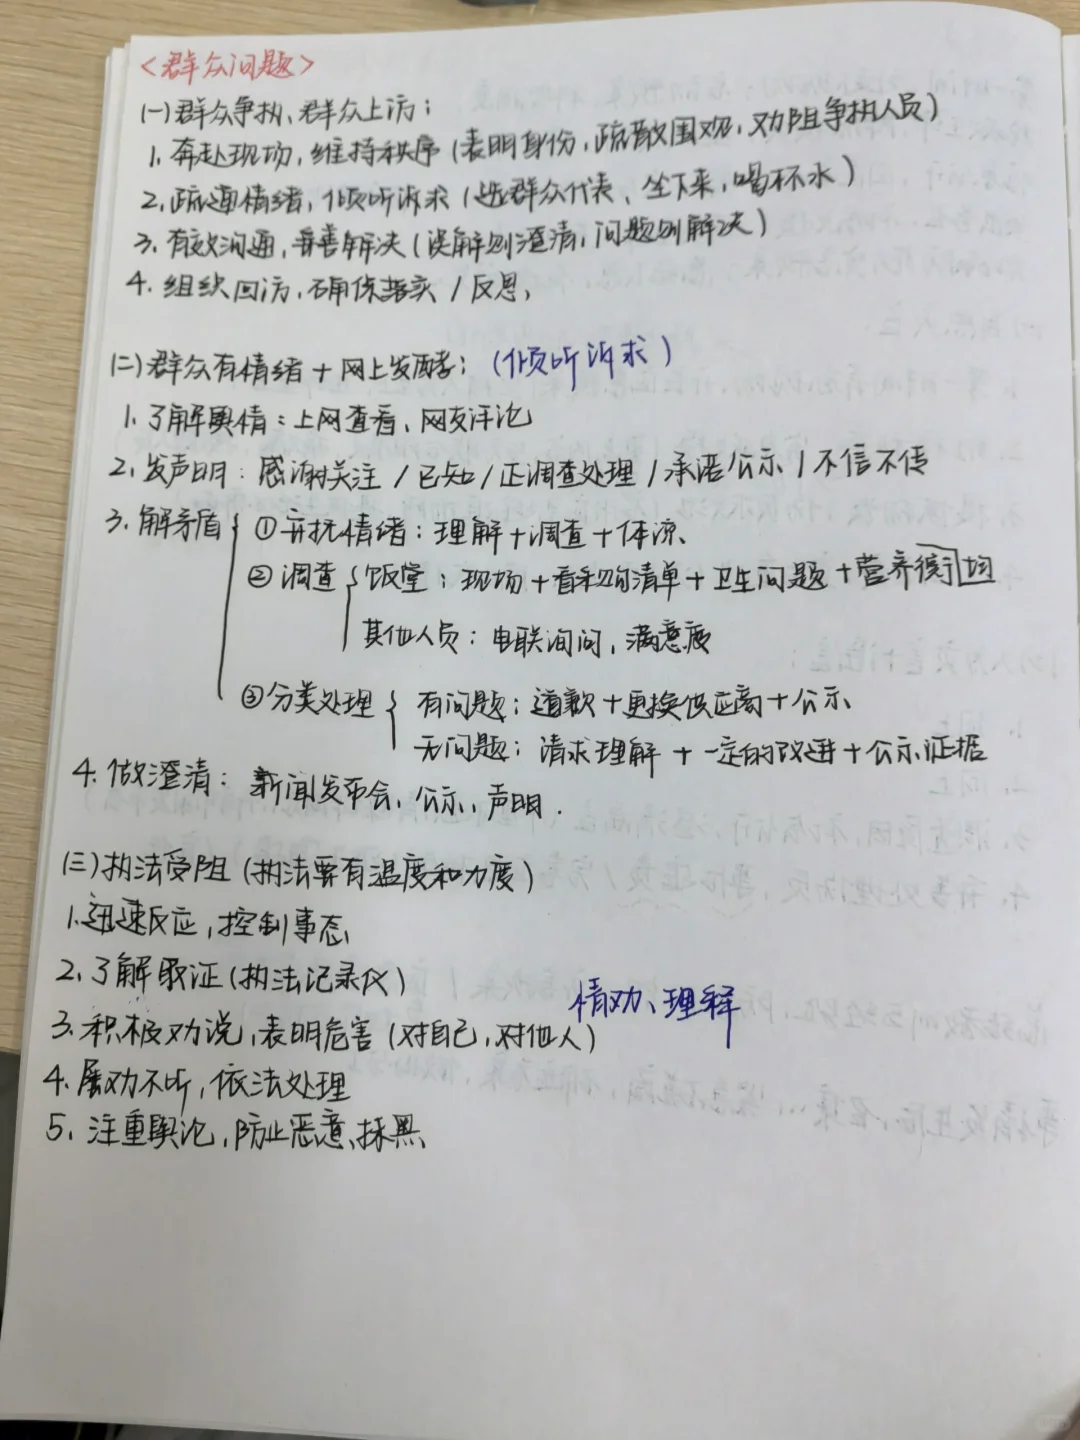 <群众问题>
(一)群众争执、群众上访:
1. 奔赴现场,维持秩序(表明身份,疏散围观,劝阻争执人员)
2.疏通情绪,倾听诉求(选群众代表、坐下来,喝杯水)
3.有效沟通,妥善解决(误解则澄清,问题则解决)
4.组织回访,确保落实/反思、
(二)群众有情绪+网上发酵:(倾听诉求)
1.了解舆情:上网查看、网友评论
2.发声明:感谢关注/已知/正调查处理/承诺公示/不信不传
3.解矛盾
①安抚情绪:理解+调查+体谅、
②调查 饭堂:现场+看采购清单+卫生问题+营养衡均
其他人员:电联询问,满意度
③分类处理 有问题:道歉+更换供应商+公示、
无问题:请求理解+一定的改进+公示证据
4.做澄清:新闻发布会、公示、声明.
(三)执法受阻(执法要有温度和力度)
1.迅速反应,控制事态
2.了解取证(执法记录仪)
情劝、理释
3.积极劝说,表明危害(对自己,对他人)
4.屡劝不听,依法处理
5.注重舆论,防止恶意抹黑、